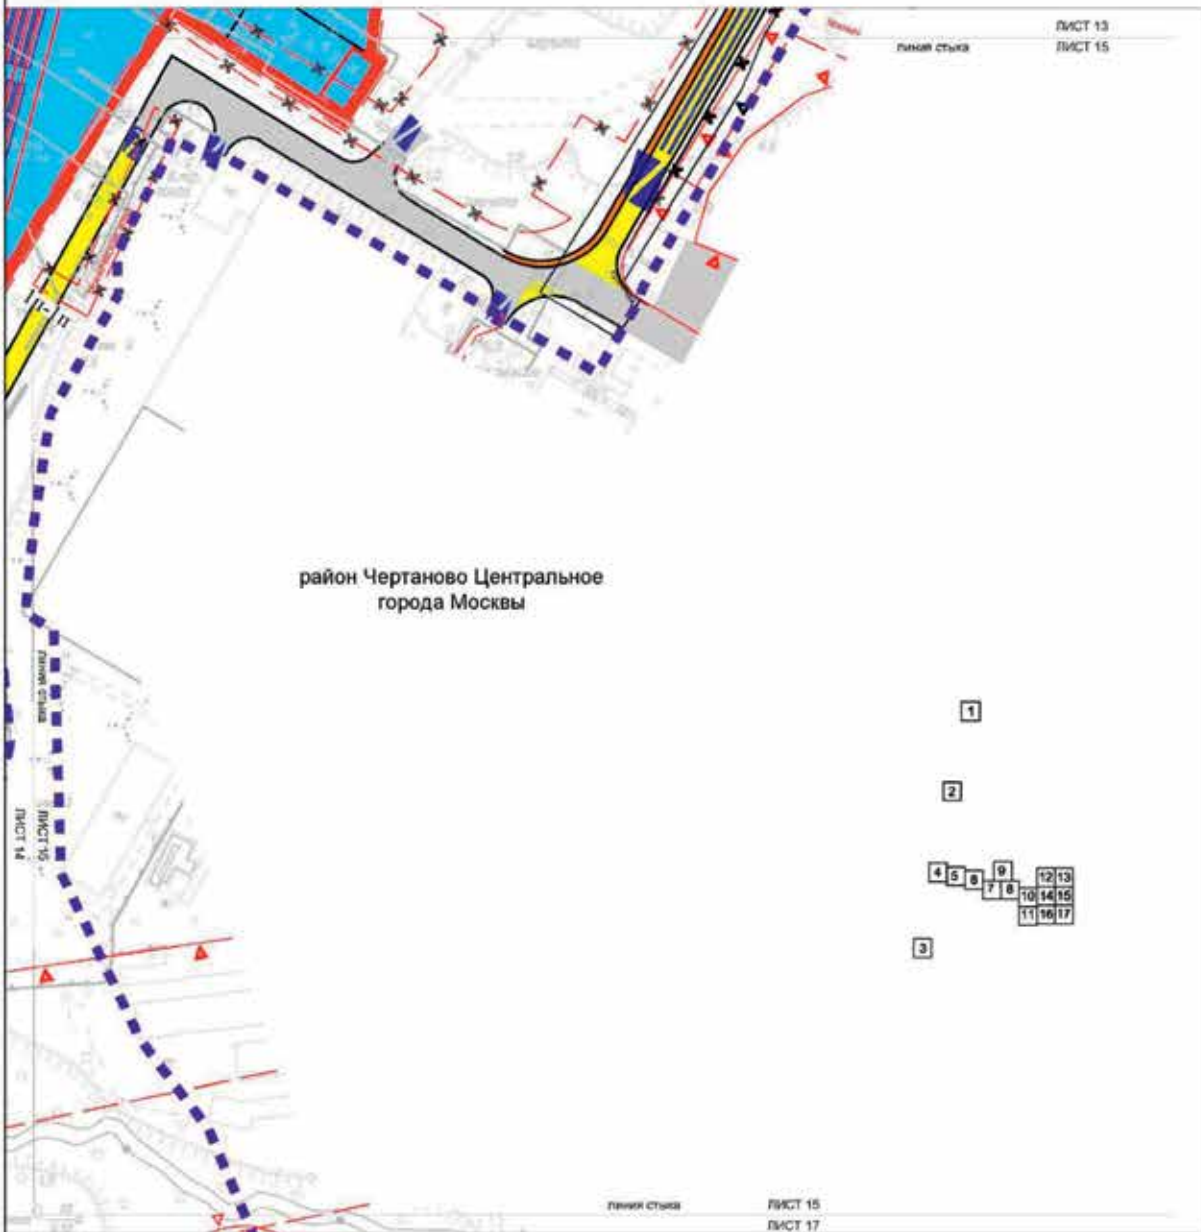 ЛИСТ 13
линия стыка ЛИСТ 15
район Чертаново Центральное
города Москвы
линия стыка
ЛИСТ 14
ЛИСТ 15
1
2
4 5 6 9 12 13
7 8 10 14 15
11 16 17
3
линия стыка ЛИСТ 15
ЛИСТ 17